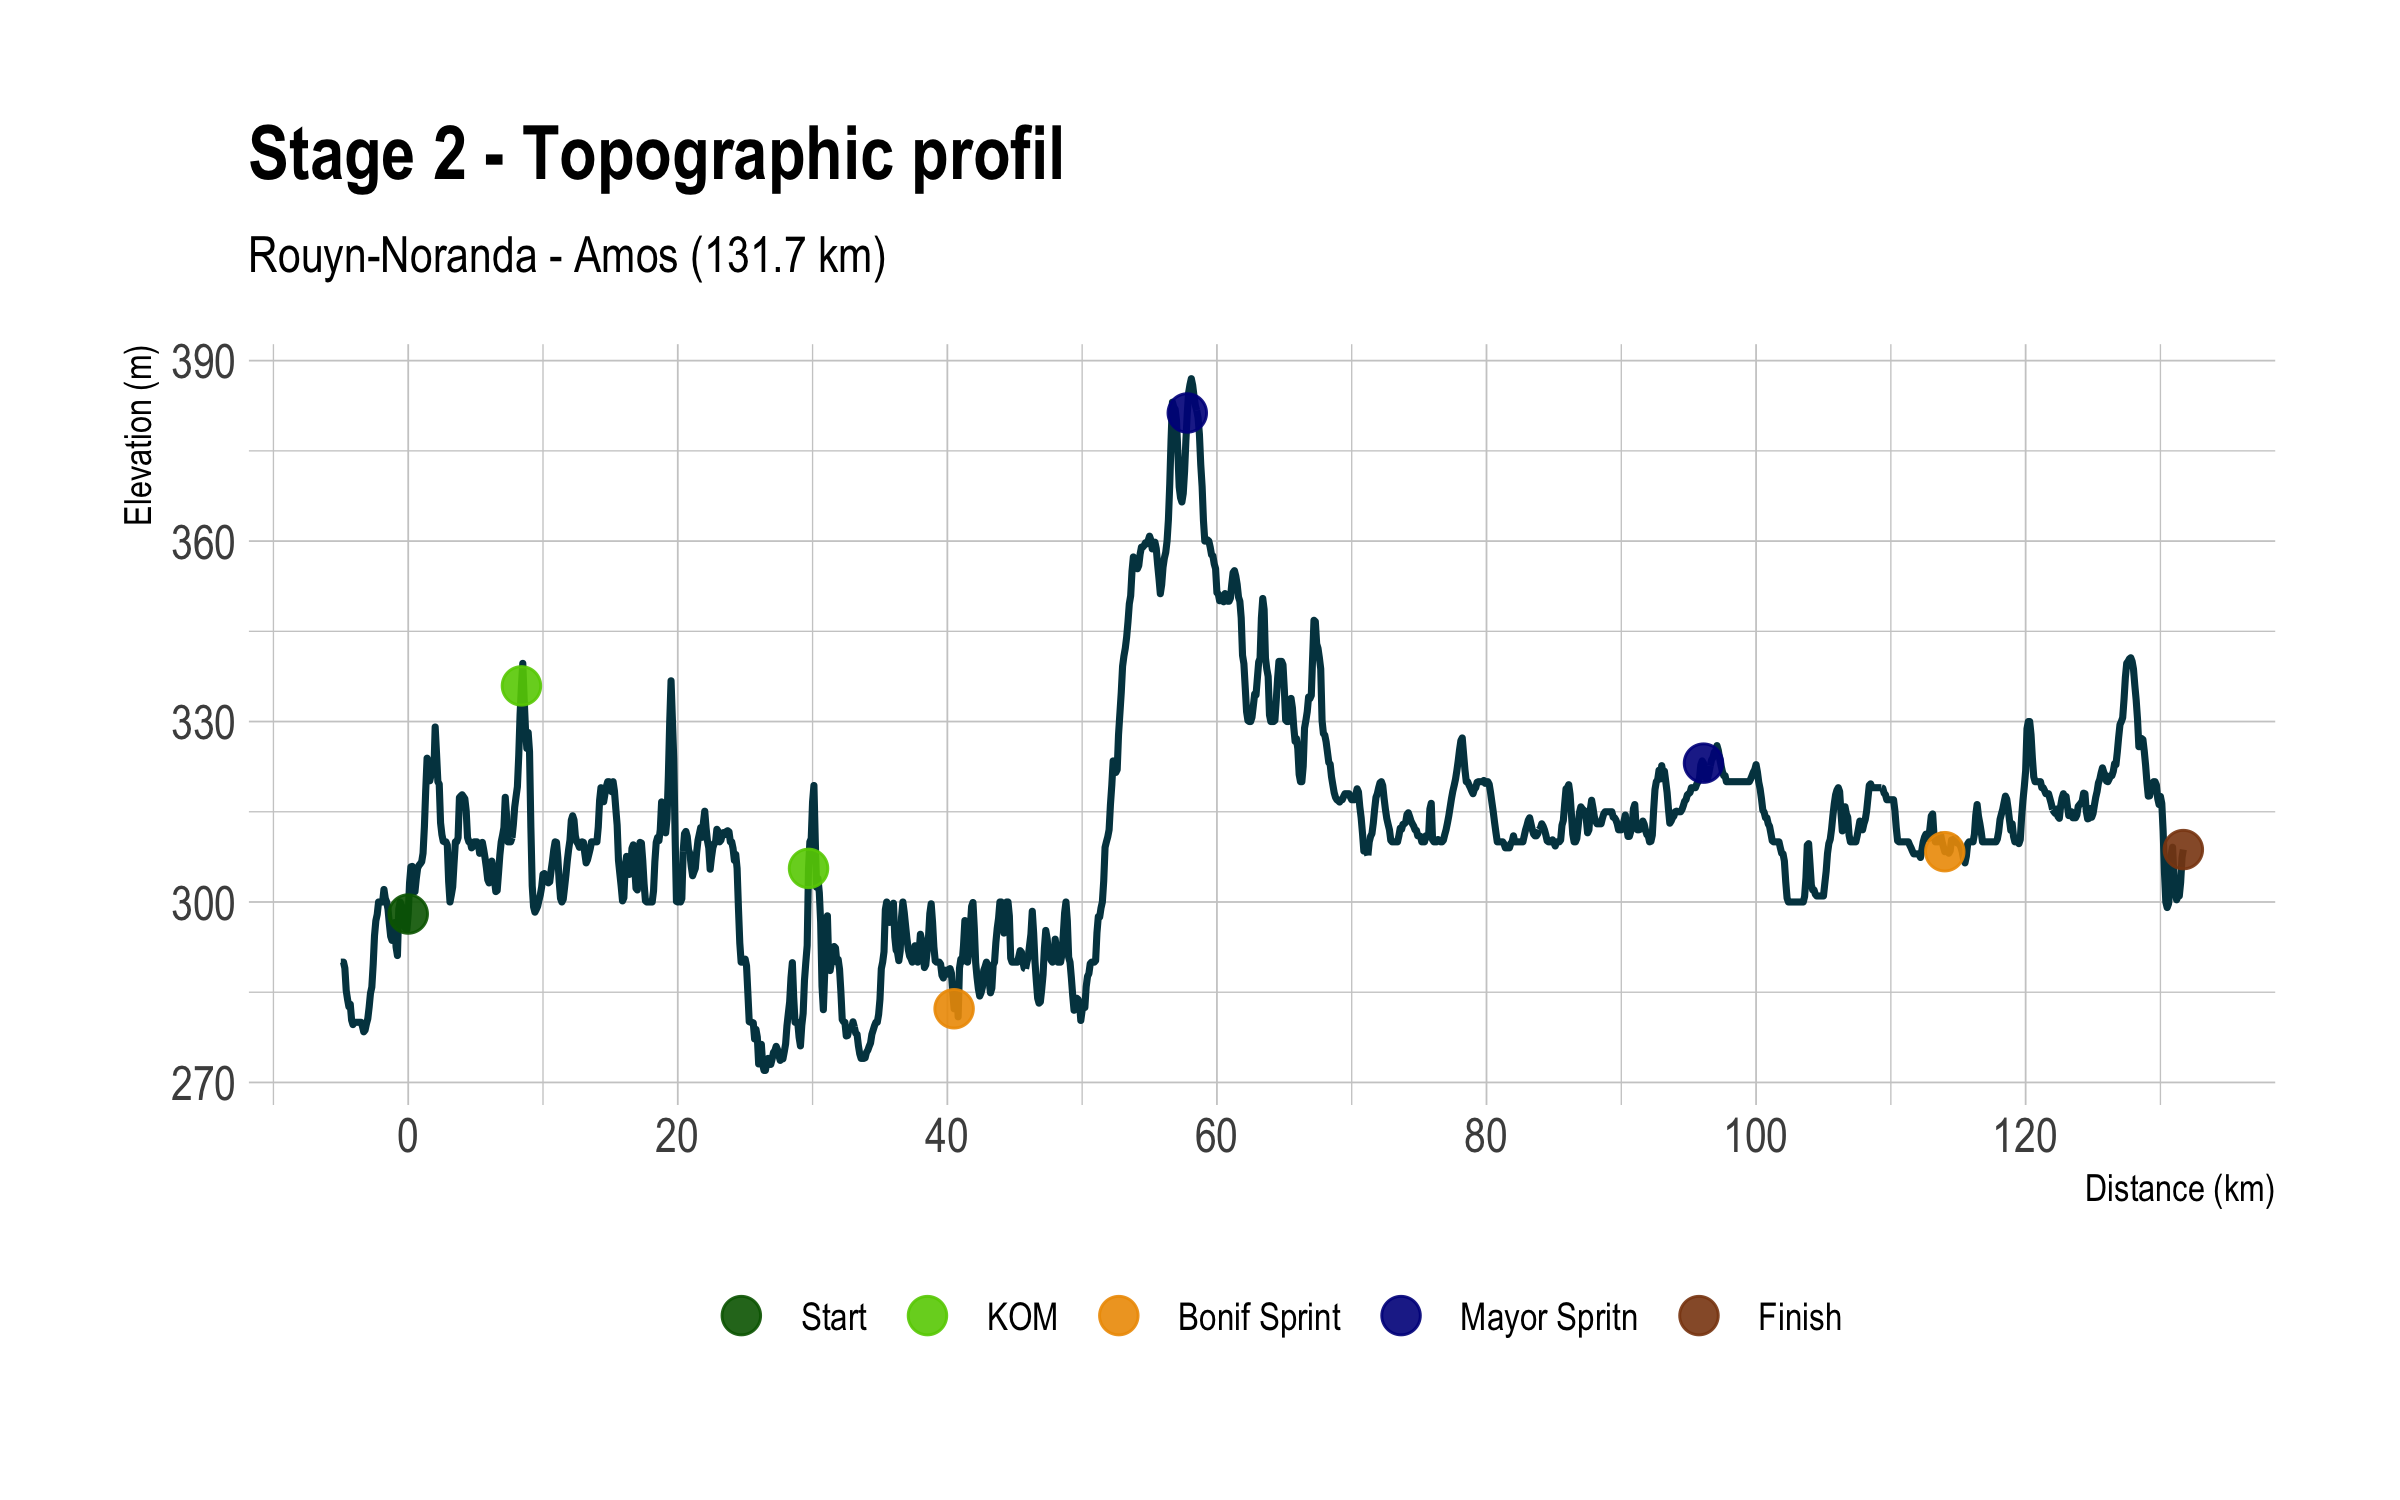 Stage 2 - Topographic profil
Rouyn-Noranda - Amos (131.7 km)
Elevation (m)
390
360
330
300
270
0 20 40 60 80 100 120
Distance (km)
Start KOM Bonif Sprint Mayor Spritn Finish